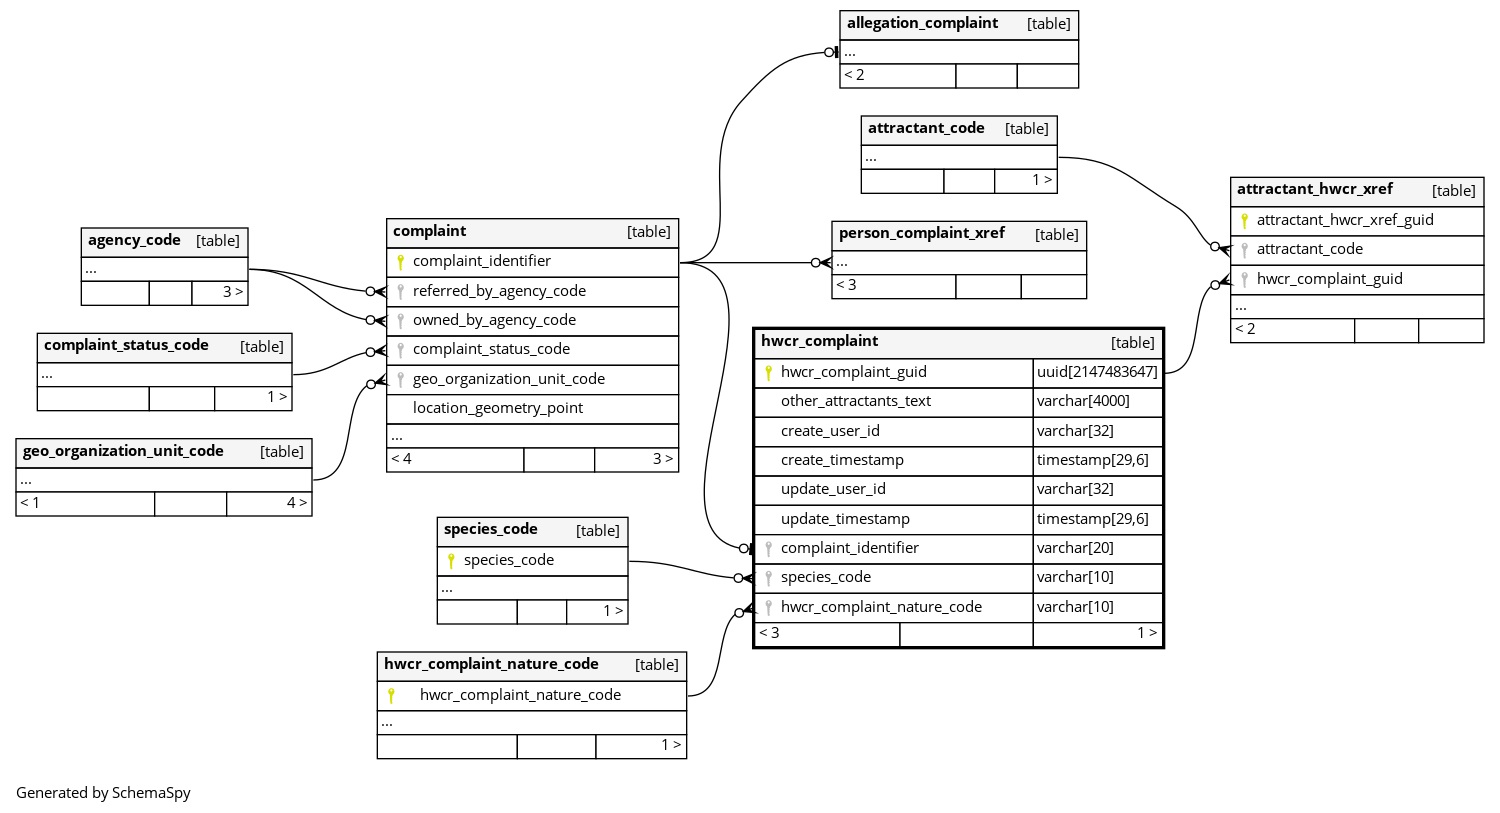 allegation_complaint [table]
...
< 2
attractant_code [table]
...
1 >
attractant_hwcr_xref [table]
attractant_hwcr_xref_guid
attractant_code
hwcr_complaint_guid
...
< 2
person_complaint_xref [table]
...
< 3
agency_code [table]
...
3 >
complaint [table]
complaint_identifier
referred_by_agency_code
owned_by_agency_code
complaint_status_code
geo_organization_unit_code
location_geometry_point
...
< 4 3 >
complaint_status_code [table]
...
1 >
geo_organization_unit_code [table]
...
< 1 4 >
hwcr_complaint [table]
hwcr_complaint_guid uuid[2147483647]
other_attractants_text varchar[4000]
create_user_id varchar[32]
create_timestamp timestamp[29,6]
update_user_id varchar[32]
update_timestamp timestamp[29,6]
complaint_identifier varchar[20]
species_code varchar[10]
hwcr_complaint_nature_code varchar[10]
< 3 1 >
species_code [table]
species_code
...
1 >
hwcr_complaint_nature_code [table]
hwcr_complaint_nature_code
...
1 >
Generated by SchemaSpy